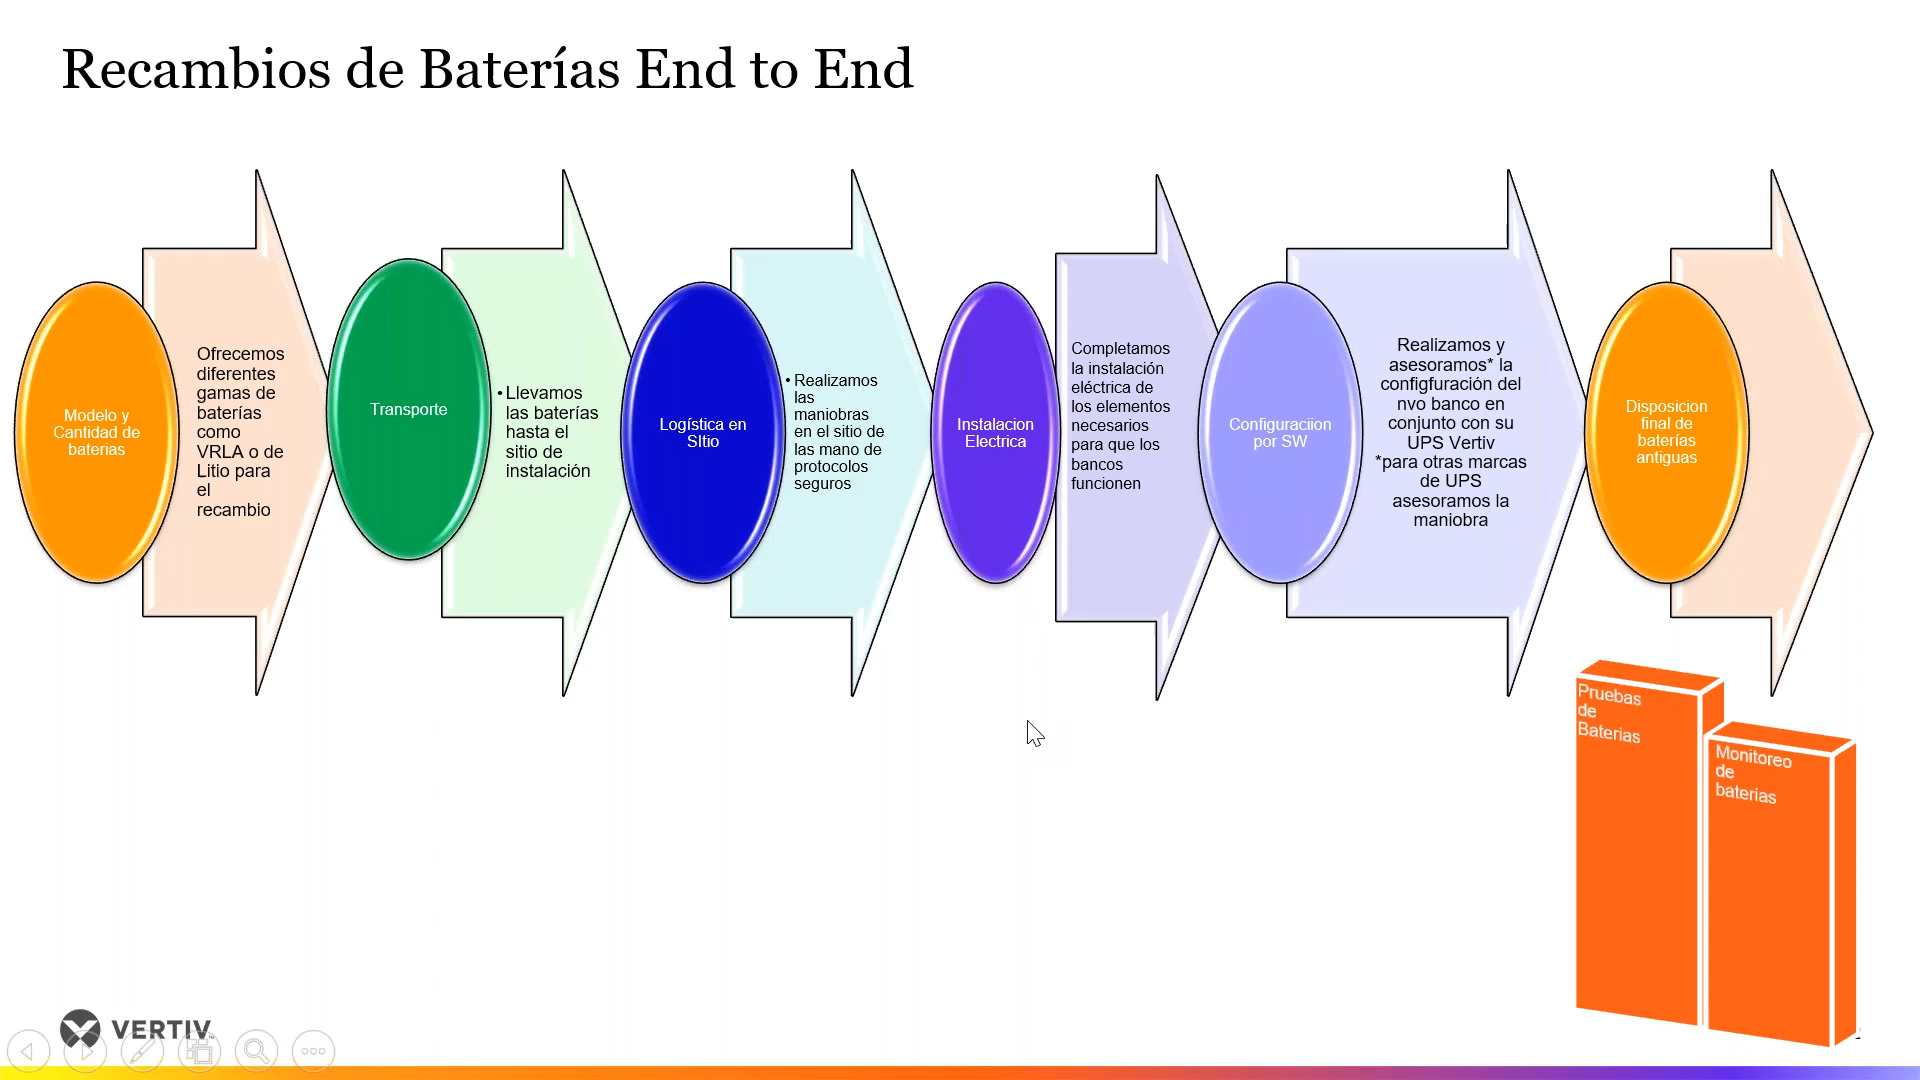 Recambios de Baterías End to End
Modelo y
Cantidad de
baterias
Ofrecemos
diferentes
gamas de
baterías
como
VRLA o de
Litio para
el
recambio
Transporte
• Llevamos
las baterías
hasta el
sitio de
instalación
Logística en
SItio
• Realizamos
las
maniobras
en el sitio de
las mano de
protocolos
seguros
Instalacion
Electrica
Completamos
la instalación
eléctrica de
los elementos
necesarios
para que los
bancos
funcionen
Configuraciion
por SW
Realizamos y
asesoramos* la
configfuración del
nvo banco en
conjunto con su
UPS Vertiv
*para otras marcas
de UPS
asesoramos la
maniobra
Disposicion
final de
baterías
antiguas
Pruebas
de
Baterias
Monitoreo
de
baterias
VERTIV